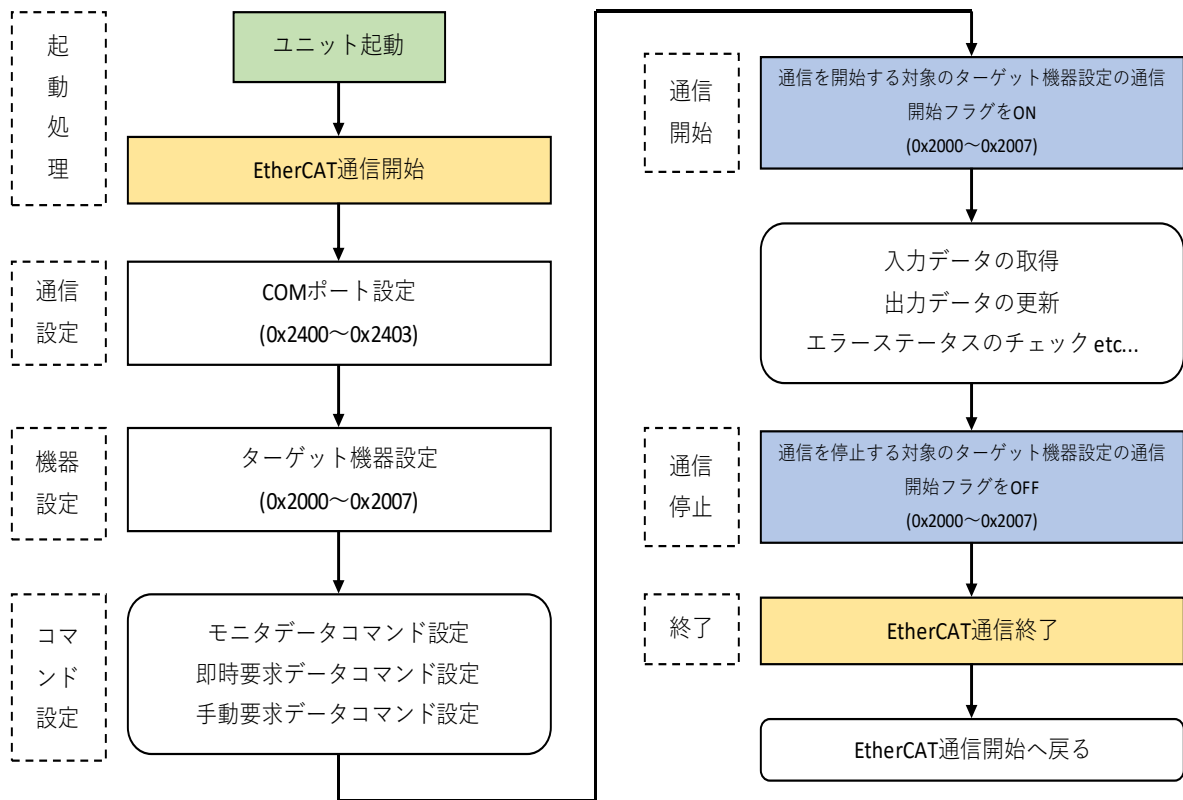 起
動
処
理
ユニット起動
EtherCAT通信開始
通信
設定
COMポート設定
(0x2400～0x2403)
機器
設定
ターゲット機器設定
(0x2000～0x2007)
コマ
ンド
設定
モニタデータコマンド設定
即時要求データコマンド設定
手動要求データコマンド設定
通信
開始
通信を開始する対象のターゲット機器設定の通信
開始フラグをON
(0x2000～0x2007)
入力データの取得
出力データの更新
エラーステータスのチェック etc...
通信
停止
通信を停止する対象のターゲット機器設定の通信
開始フラグをOFF
(0x2000～0x2007)
終了
EtherCAT通信終了
EtherCAT通信開始へ戻る